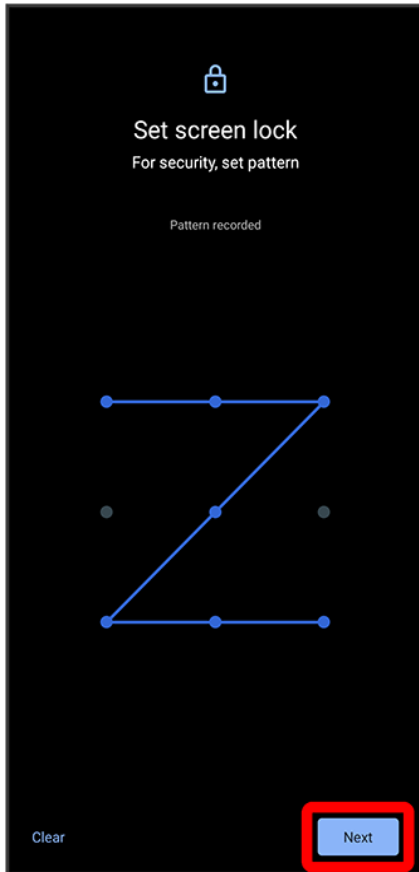 Set screen lock
For security, set pattern
Pattern recorded
Clear
Next